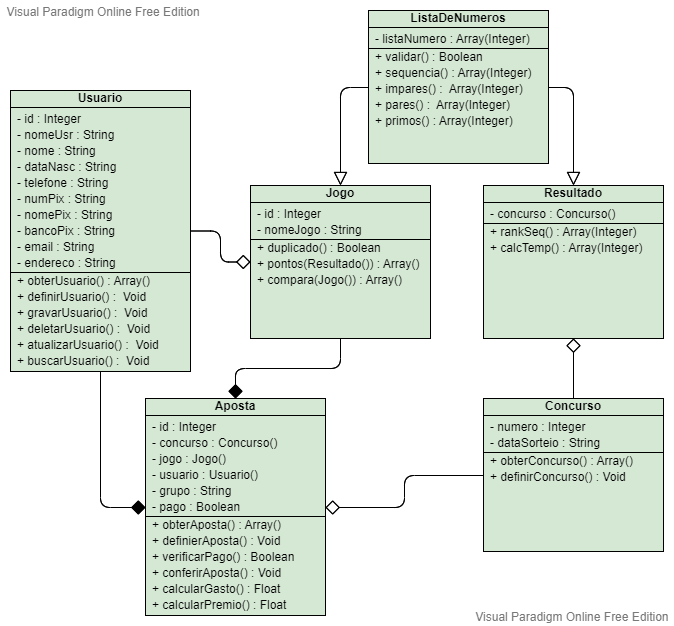 Visual Paradigm Online Free Edition
ListaDeNumeros
- listaNumero : Array(Integer)
+ validar() : Boolean
+ sequencia() : Array(Integer)
+ impares() :  Array(Integer)
+ pares() :  Array(Integer)
+ primos() : Array(Integer)
Usuario
- id : Integer
- nomeUsr : String
- nome : String
- dataNasc : String
- telefone : String
- numPix : String
- nomePix : String
- bancoPix : String
- email : String
- endereco : String
+ obterUsuario() : Array()
+ definirUsuario() :  Void
+ gravarUsuario() :  Void
+ deletarUsuario() :  Void
+ atualizarUsuario() :  Void
+ buscarUsuario() :  Void
Jogo
- id : Integer
- nomeJogo : String
+ duplicado() : Boolean
+ pontos(Resultado()) : Array()
+ compara(Jogo()) : Array()
Resultado
- concurso : Concurso()
+ rankSeq() : Array(Integer)
+ calcTemp() : Array(Integer)
Aposta
- id : Integer
- concurso : Concurso()
- jogo : Jogo()
- usuario : Usuario()
- grupo : String
- pago : Boolean
+ obterAposta() : Array()
+ definierAposta() : Void
+ verificarPago() : Boolean
+ conferirAposta() : Void
+ calcularGasto() : Float
+ calcularPremio() : Float
Concurso
- numero : Integer
- dataSorteio : String
+ obterConcurso() : Array()
+ definirConcurso() : Void
Visual Paradigm Online Free Edition